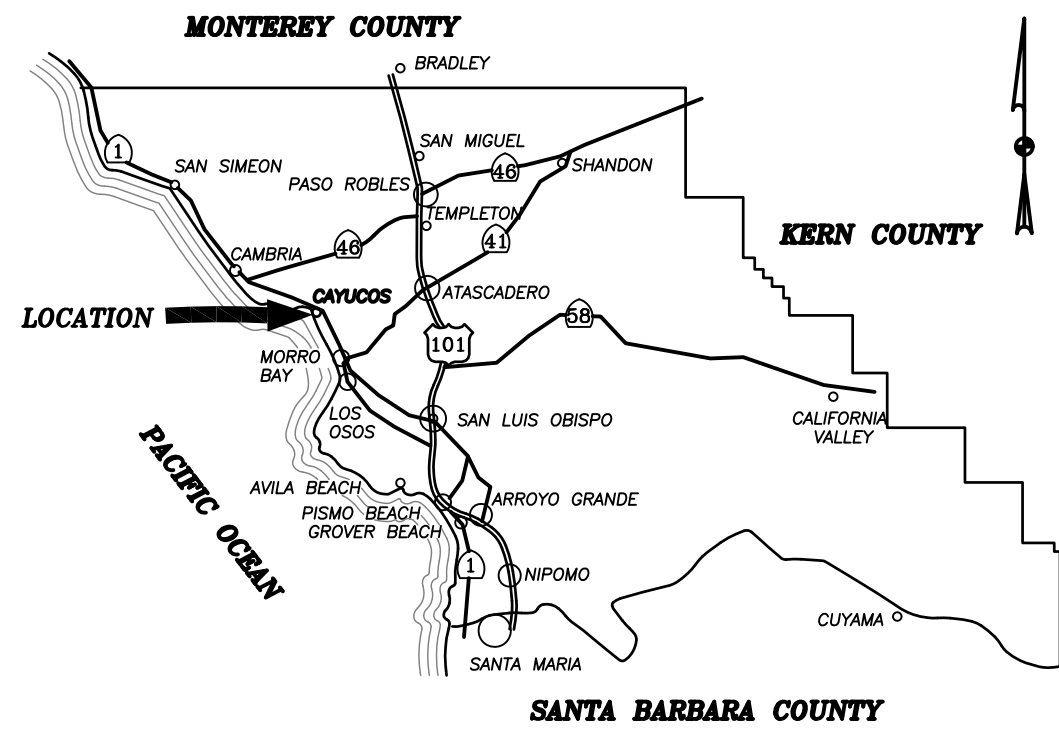 MONTEREY COUNTY
BRADLEY
SAN MIGUEL
1
46
SHANDON
SAN SIMEON
PASO ROBLES
TEMPLETON
KERN COUNTY
41
46
CAMBRIA
ATASCADERO
CAYUCOS
LOCATION
58
101
MORRO
BAY
LOS
OSOS
SAN LUIS OBISPO
CALIFORNIA
VALLEY
PACIFIC OCEAN
AVILA BEACH
ARROYO GRANDE
PISMO BEACH
GROVER BEACH
1
NIPOMO
CUYAMA
SANTA MARIA
SANTA BARBARA COUNTY